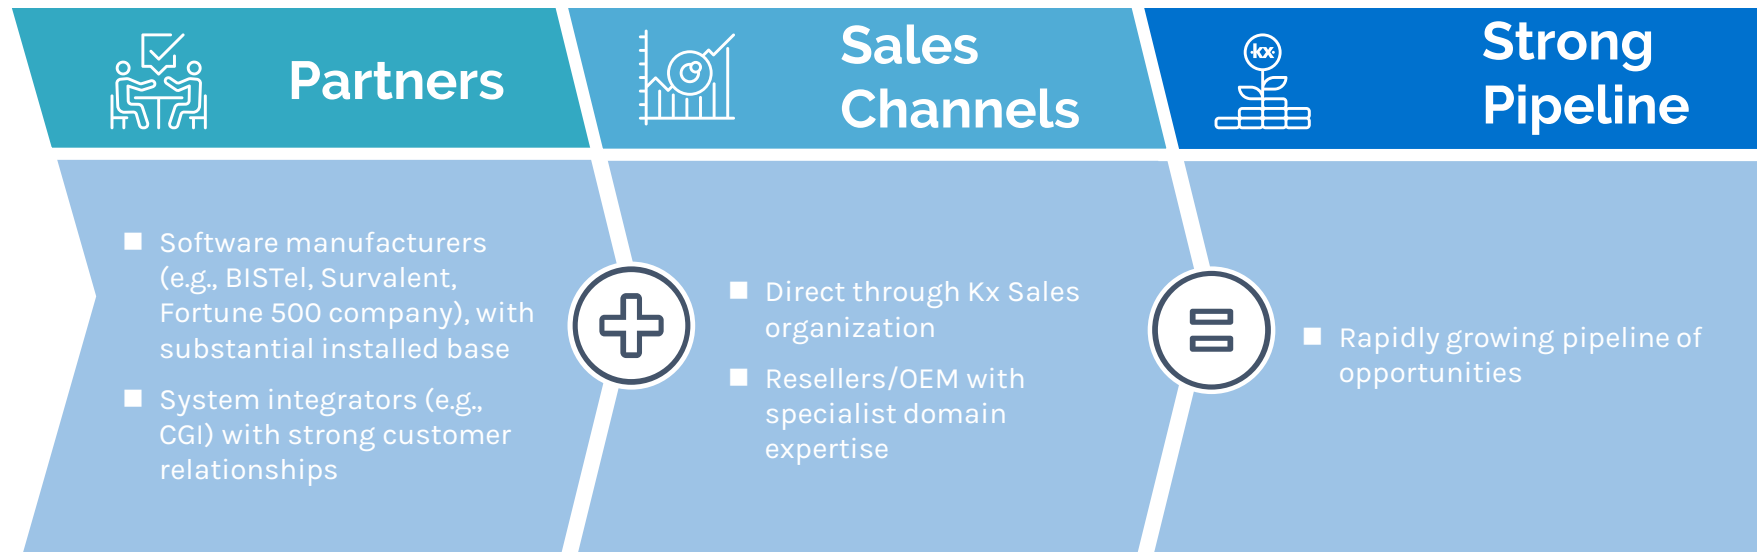 Partners
Software manufacturers
(e.g., BISTel, Survalent,
Fortune 500 company), with
substantial installed base
System integrators (e.g.,
CGI) with strong customer
relationships
Sales
Channels
Direct through Kx Sales
organization
Resellers/OEM with
specialist domain
expertise
kx
Strong
Pipeline
Rapidly growing pipeline of
opportunities